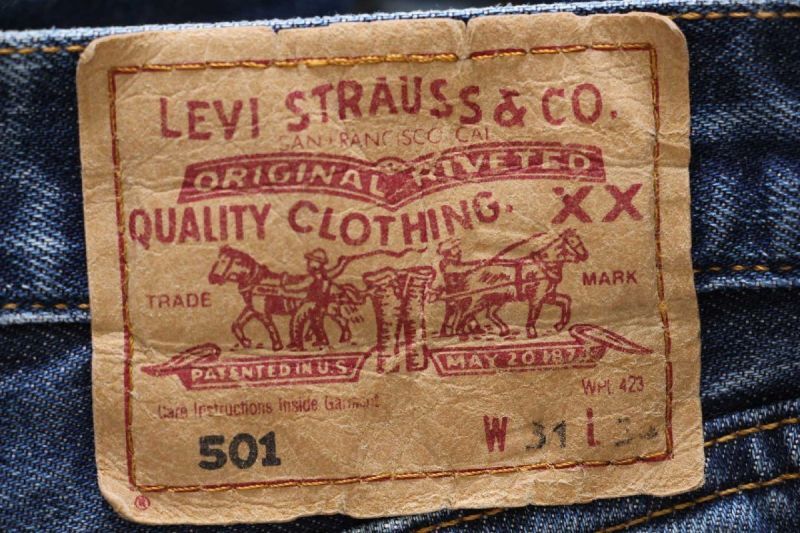 LEVI STRAUSS & CO.
SAN FRANCISCO CAL
ORIGINAL RIVETED
QUALITY CLOTHING. XX
TRADE MARK
PATENTED IN U.S. MAY 20 1873
WPL 423
Care Instructions Inside Garment
501 W 31 L
®